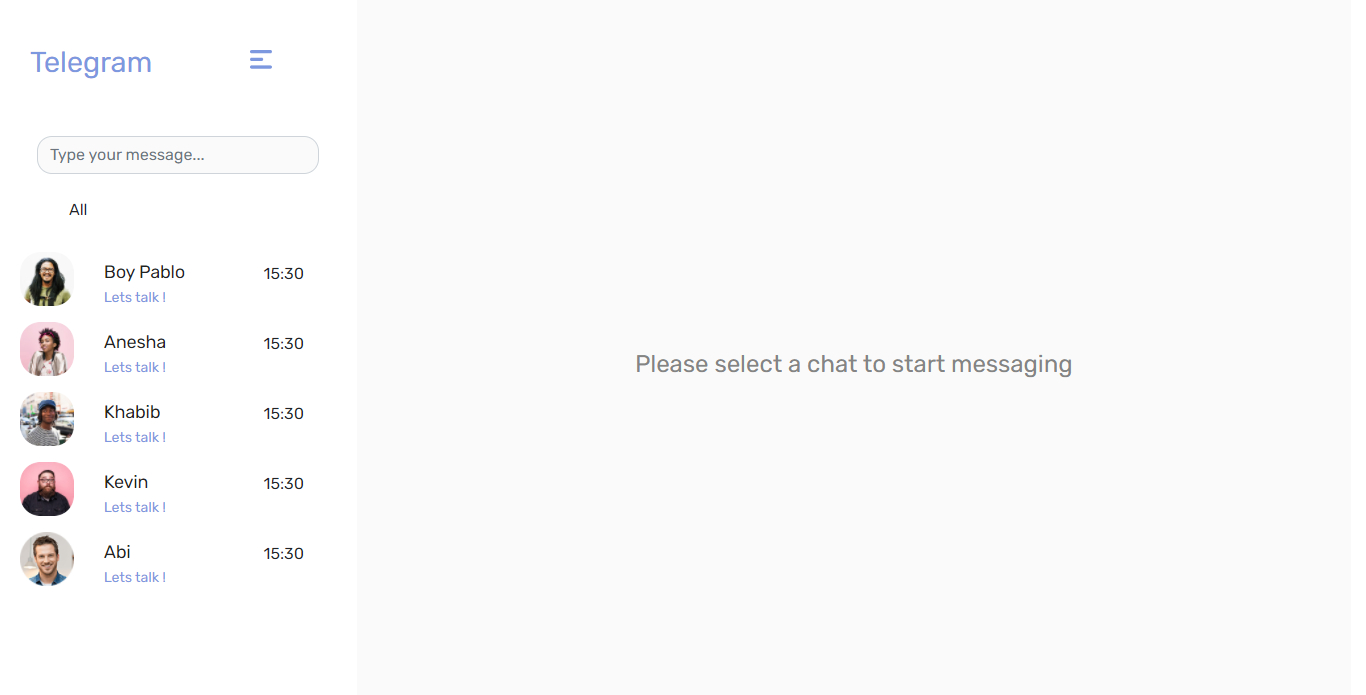 Telegram
Type your message...
All
Boy Pablo 15:30
Lets talk !
Anesha 15:30
Lets talk !
Khabib 15:30
Lets talk !
Kevin 15:30
Lets talk !
Abi 15:30
Lets talk !
Please select a chat to start messaging